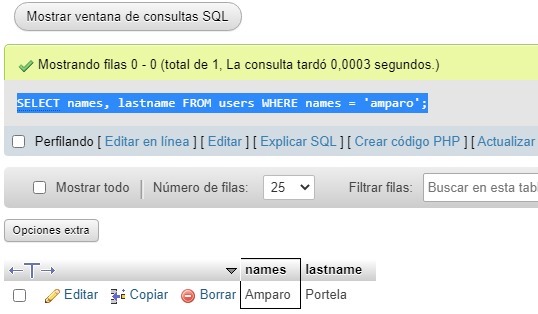 Mostrar ventana de consultas SQL
Mostrando filas 0 - 0 (total de 1, La consulta tardó 0,0003 segundos.)
SELECT names, lastname FROM users WHERE names = 'amparo';
Perfilando [ Editar en línea ] [ Editar ] [ Explicar SQL ] [ Crear código PHP ] [ Actualizar
Mostrar todo Número de filas: 25 Filtrar filas: Buscar en esta tabl
Opciones extra
names lastname
Editar Copiar Borrar Amparo Portela